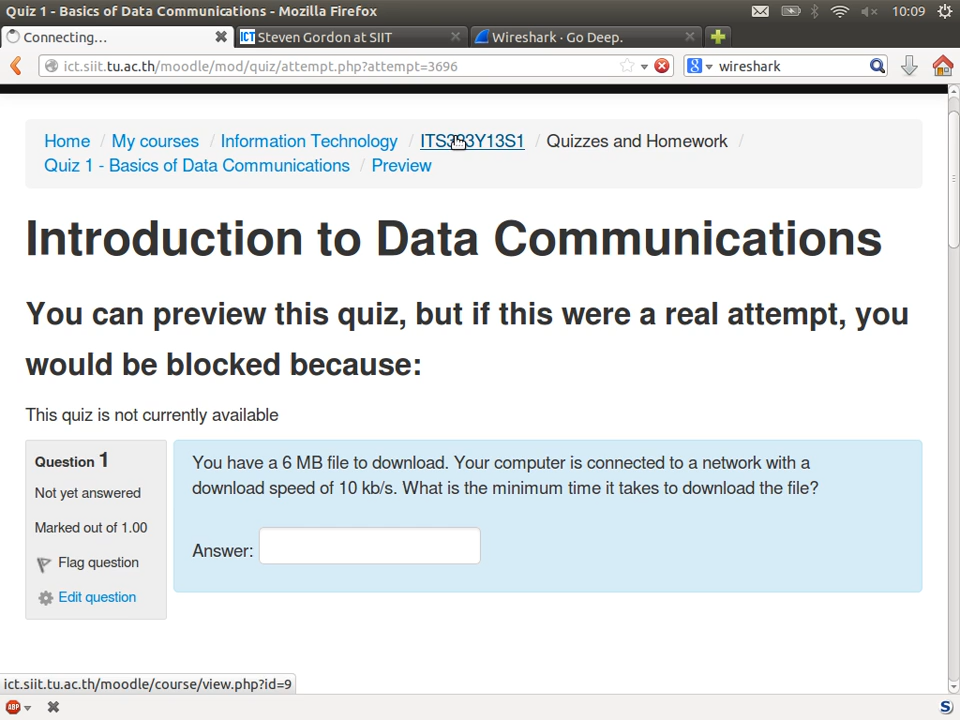 Quiz 1 - Basics of Data Communications - Mozilla Firefox
10:09
Connecting...
ICT Steven Gordon at SIIT
Wireshark · Go Deep.
ict.siit.tu.ac.th/moodle/mod/quiz/attempt.php?attempt=3696
8 wireshark
Home / My courses / Information Technology / ITS323Y13S1 / Quizzes and Homework /
Quiz 1 - Basics of Data Communications / Preview
Introduction to Data Communications
You can preview this quiz, but if this were a real attempt, you
would be blocked because:
This quiz is not currently available
Question 1
Not yet answered
Marked out of 1.00
Flag question
Edit question
You have a 6 MB file to download. Your computer is connected to a network with a
download speed of 10 kb/s. What is the minimum time it takes to download the file?
Answer:
ict.siit.tu.ac.th/moodle/course/view.php?id=9
ABP
S